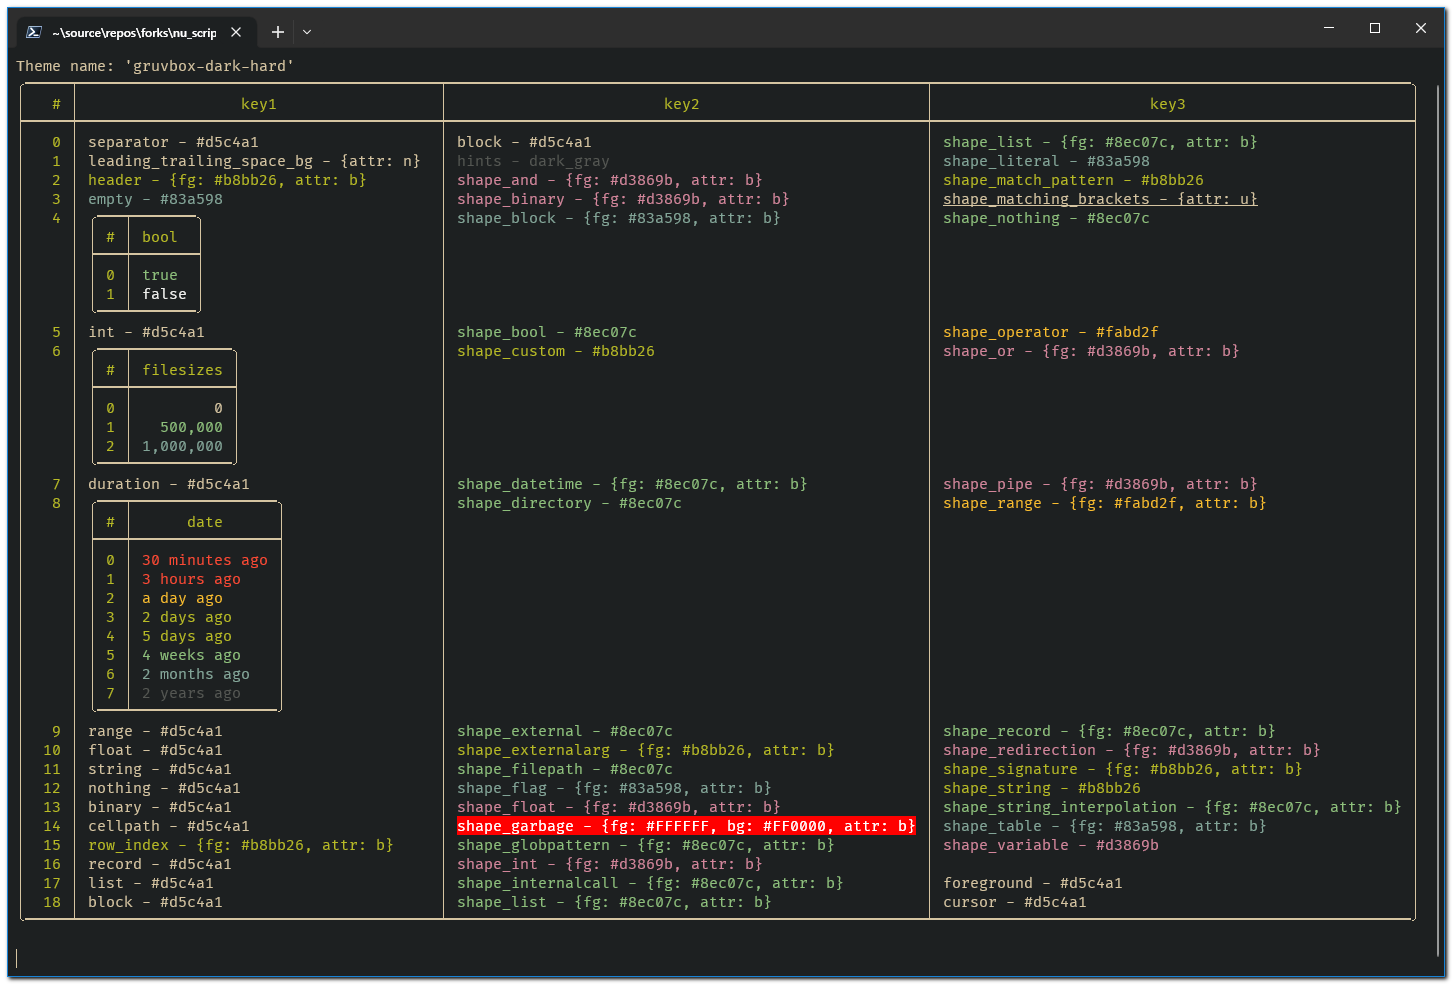 ~\source\repos\forks\nu_scrip
Theme name: 'gruvbox-dark-hard'
# key1 key2 key3
0 separator - #d5c4a1 block - #d5c4a1 shape_list - {fg: #8ec07c, attr: b}
1 leading_trailing_space_bg - {attr: n} hints - dark_gray shape_literal - #83a598
2 header - {fg: #b8bb26, attr: b} shape_and - {fg: #d3869b, attr: b} shape_match_pattern - #b8bb26
3 empty - #83a598 shape_binary - {fg: #d3869b, attr: b} shape_matching_brackets - {attr: u}
4 shape_block - {fg: #83a598, attr: b} shape_nothing - #8ec07c
# bool
0 true
1 false
5 int - #d5c4a1 shape_bool - #8ec07c shape_operator - #fabd2f
6 shape_custom - #b8bb26 shape_or - {fg: #d3869b, attr: b}
# filesizes
0 0
1 500,000
2 1,000,000
7 duration - #d5c4a1 shape_datetime - {fg: #8ec07c, attr: b} shape_pipe - {fg: #d3869b, attr: b}
8 shape_directory - #8ec07c shape_range - {fg: #fabd2f, attr: b}
# date
0 30 minutes ago
1 3 hours ago
2 a day ago
3 2 days ago
4 5 days ago
5 4 weeks ago
6 2 months ago
7 2 years ago
9 range - #d5c4a1 shape_external - #8ec07c shape_record - {fg: #8ec07c, attr: b}
10 float - #d5c4a1 shape_externalarg - {fg: #b8bb26, attr: b} shape_redirection - {fg: #d3869b, attr: b}
11 string - #d5c4a1 shape_filepath - #8ec07c shape_signature - {fg: #b8bb26, attr: b}
12 nothing - #d5c4a1 shape_flag - {fg: #83a598, attr: b} shape_string - #b8bb26
13 binary - #d5c4a1 shape_float - {fg: #d3869b, attr: b} shape_string_interpolation - {fg: #8ec07c, attr: b}
14 cellpath - #d5c4a1 shape_garbage - {fg: #FFFFFF, bg: #FF0000, attr: b} shape_table - {fg: #83a598, attr: b}
15 row_index - {fg: #b8bb26, attr: b} shape_globpattern - {fg: #8ec07c, attr: b} shape_variable - #d3869b
16 record - #d5c4a1 shape_int - {fg: #d3869b, attr: b}
17 list - #d5c4a1 shape_internalcall - {fg: #8ec07c, attr: b} foreground - #d5c4a1
18 block - #d5c4a1 shape_list - {fg: #8ec07c, attr: b} cursor - #d5c4a1